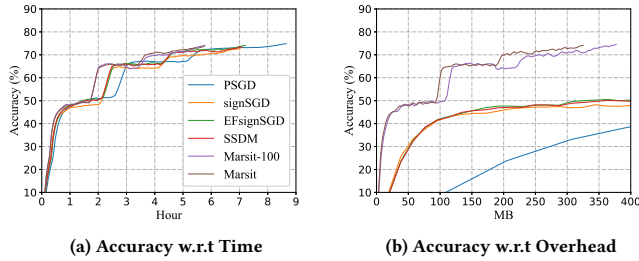 90
80
70
60
50
40
30
20
10
Accuracy (%)
0 1 2 3 4 5 6 7 8 9
Hour
PSGD
signSGD
EFsignSGD
SSDM
Marsit-100
Marsit
(a) Accuracy w.r.t Time
90
80
70
60
50
40
30
20
10
Accuracy (%)
0 50 100 150 200 250 300 350 400
MB
(b) Accuracy w.r.t Overhead